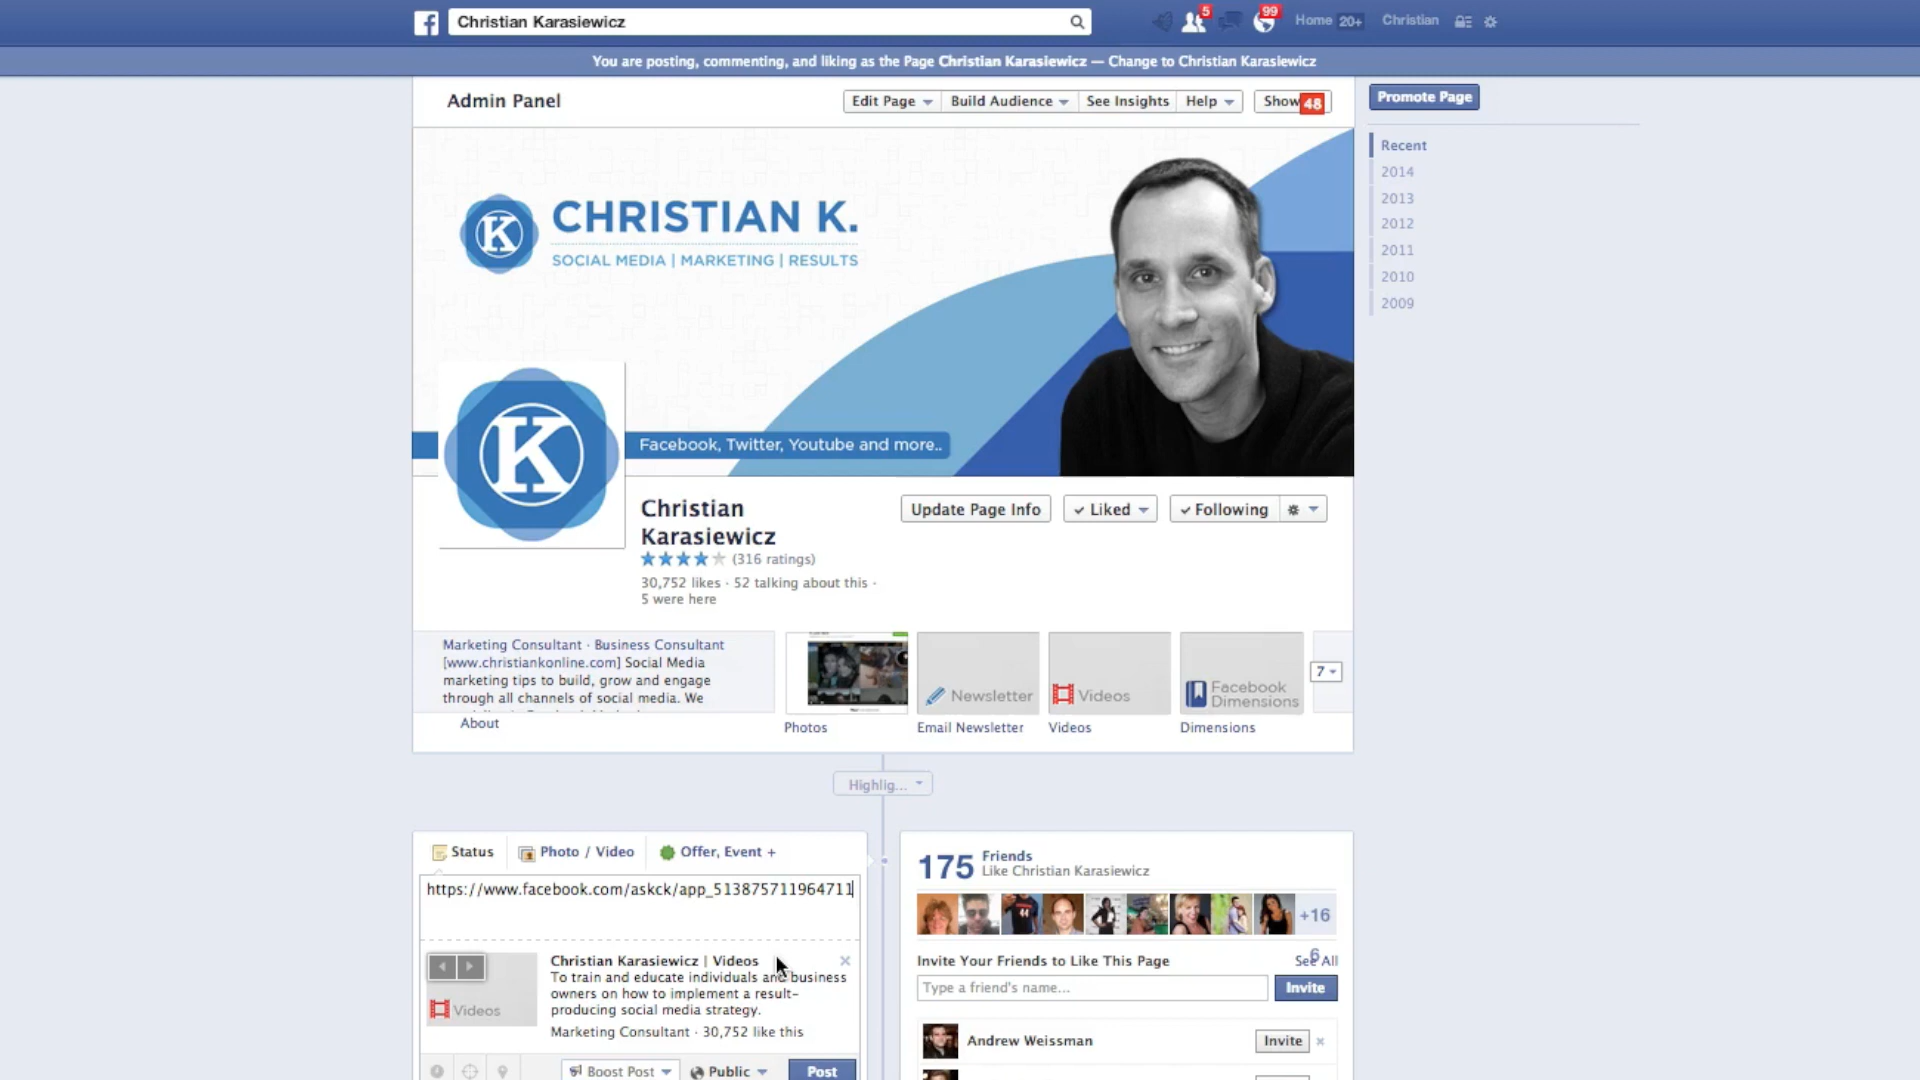 Christian Karasiewicz
5
99
Home 20+
Christian
You are posting, commenting, and liking as the Page Christian Karasiewicz — Change to Christian Karasiewicz
Admin Panel
Edit Page
Build Audience
See Insights
Help
Show
48
Promote Page
Recent
2014
2013
2012
2011
2010
2009
K
CHRISTIAN K.
SOCIAL MEDIA | MARKETING | RESULTS
K
Facebook, Twitter, Youtube and more..
Christian
Karasiewicz
(316 ratings)
30,752 likes · 52 talking about this ·
5 were here
Update Page Info
Liked
Following
Marketing Consultant · Business Consultant
[www.christiankonline.com] Social Media
marketing tips to build, grow and engage
through all channels of social media. We
About
Photos
Newsletter
Email Newsletter
Videos
Videos
Facebook
Dimensions
Dimensions
7
Highlig...
Status
Photo / Video
Offer, Event +
https://www.facebook.com/askck/app_513875711964711
Videos
Christian Karasiewicz | Videos
To train and educate individuals and business
owners on how to implement a result-
producing social media strategy.
Marketing Consultant · 30,752 like this
Boost Post
Public
Post
175
Friends
Like Christian Karasiewicz
44
+16
Invite Your Friends to Like This Page
6
See All
Type a friend's name...
Invite
Andrew Weissman
Invite